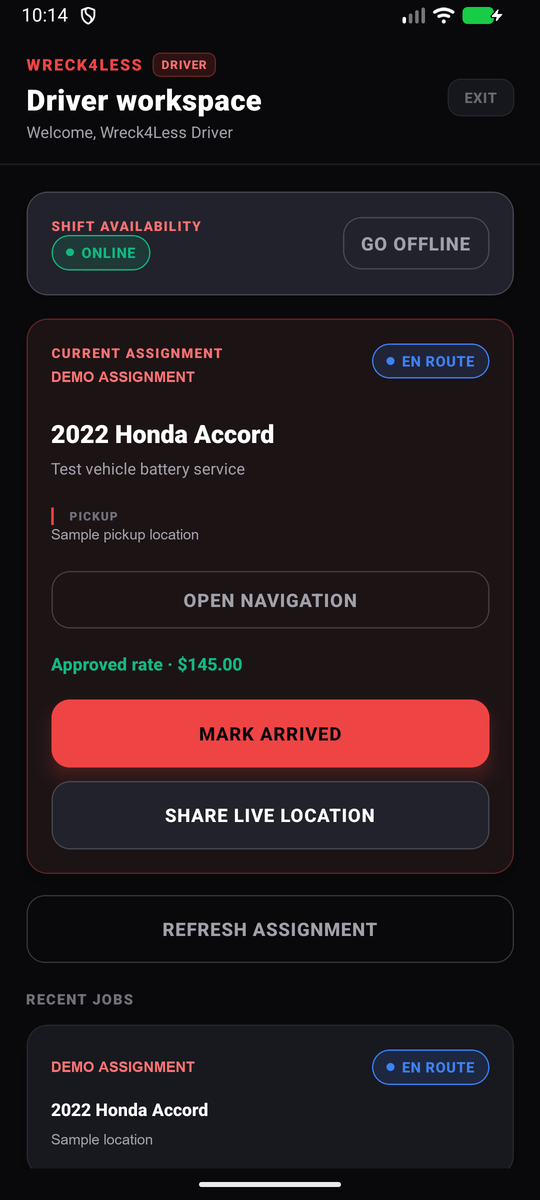 10:14
WRECK4LESS DRIVER
Driver workspace
EXIT
Welcome, Wreck4Less Driver
SHIFT AVAILABILITY
ONLINE
GO OFFLINE
CURRENT ASSIGNMENT
EN ROUTE
DEMO ASSIGNMENT
2022 Honda Accord
Test vehicle battery service
PICKUP
Sample pickup location
OPEN NAVIGATION
Approved rate · $145.00
MARK ARRIVED
SHARE LIVE LOCATION
REFRESH ASSIGNMENT
RECENT JOBS
DEMO ASSIGNMENT
EN ROUTE
2022 Honda Accord
Sample location